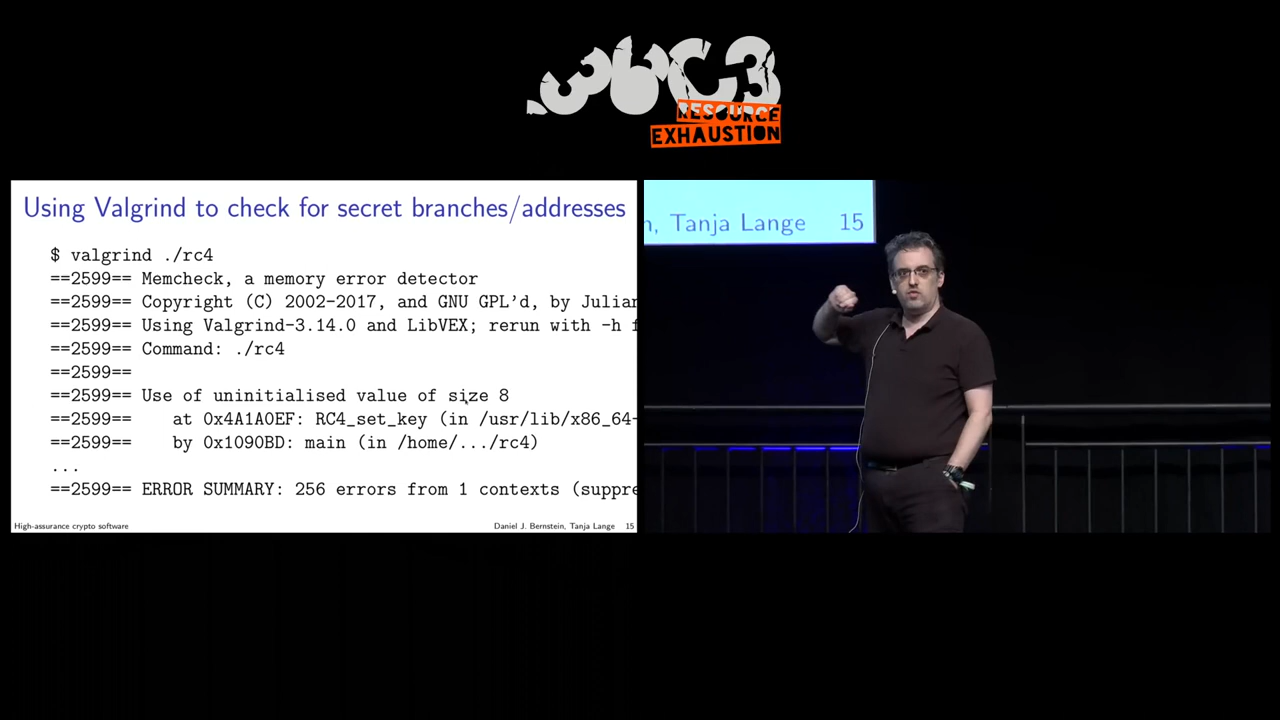 36C3
RESOURCE
EXHAUSTION
Using Valgrind to check for secret branches/addresses
$ valgrind ./rc4
==2599== Memcheck, a memory error detector
==2599== Copyright (C) 2002-2017, and GNU GPL'd, by Julian
==2599== Using Valgrind-3.14.0 and LibVEX; rerun with -h f
==2599== Command: ./rc4
==2599==
==2599== Use of uninitialised value of size 8
==2599==    at 0x4A1A0EF: RC4_set_key (in /usr/lib/x86_64-
==2599==    by 0x1090BD: main (in /home/.../rc4)
...
==2599== ERROR SUMMARY: 256 errors from 1 contexts (suppre
High-assurance crypto software Daniel J. Bernstein, Tanja Lange 15
n, Tanja Lange 15